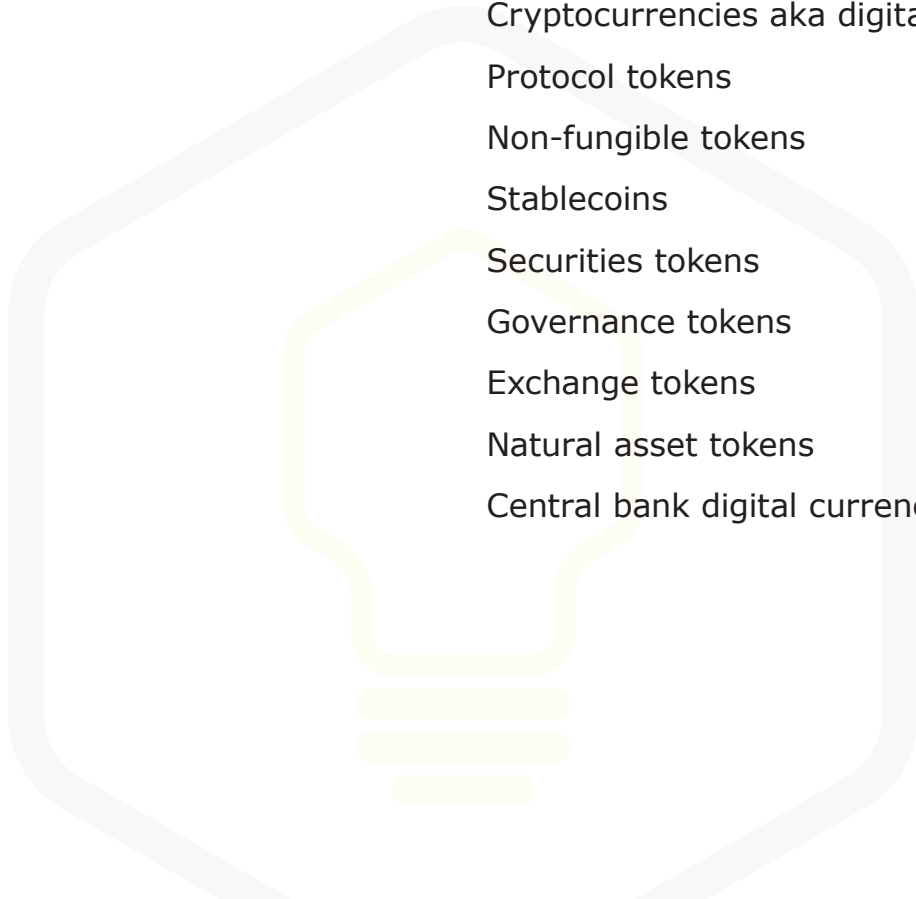 Cryptocurrencies aka
Protocol tokens
Non-fungible tokens
Stablecoins
Securities tokens
Governance tokens
Exchange tokens
Natural asset tokens
Central bank digital